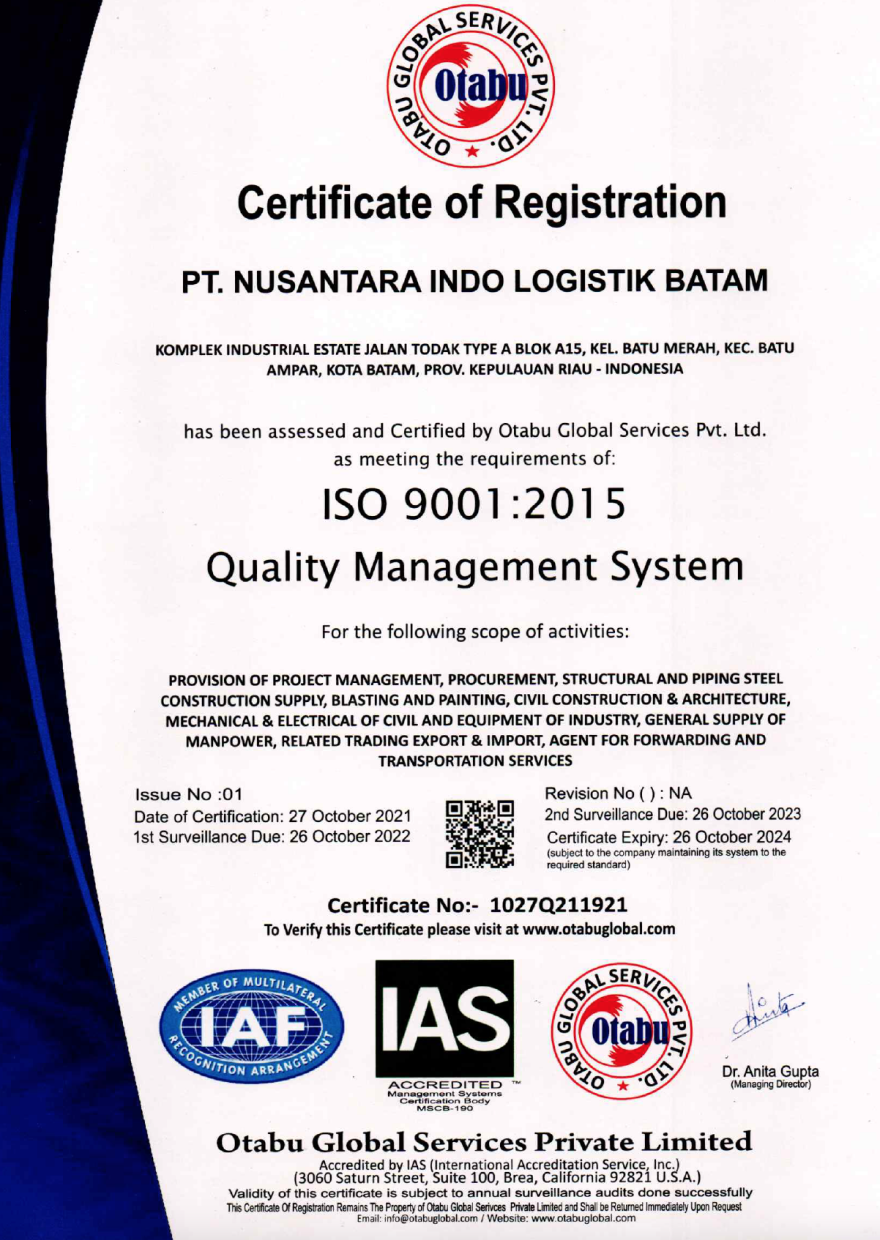 OTABU GLOBAL SERVICES PVT. LTD.
Otabu
Certificate of Registration
PT. NUSANTARA INDO LOGISTIK BATAM
KOMPLEK INDUSTRIAL ESTATE JALAN TODAK TYPE A BLOK A15, KEL. BATU MERAH, KEC. BATU
AMPAR, KOTA BATAM, PROV. KEPULAUAN RIAU - INDONESIA
has been assessed and Certified by Otabu Global Services Pvt. Ltd.
as meeting the requirements of:
ISO 9001:2015
Quality Management System
For the following scope of activities:
PROVISION OF PROJECT MANAGEMENT, PROCUREMENT, STRUCTURAL AND PIPING STEEL
CONSTRUCTION SUPPLY, BLASTING AND PAINTING, CIVIL CONSTRUCTION & ARCHITECTURE,
MECHANICAL & ELECTRICAL OF CIVIL AND EQUIPMENT OF INDUSTRY, GENERAL SUPPLY OF
MANPOWER, RELATED TRADING EXPORT & IMPORT, AGENT FOR FORWARDING AND
TRANSPORTATION SERVICES
Issue No :01
Date of Certification: 27 October 2021
1st Surveillance Due: 26 October 2022
Revision No ( ) : NA
2nd Surveillance Due: 26 October 2023
Certificate Expiry: 26 October 2024
(subject to the company maintaining its system to the
required standard)
Certificate No:- 1027Q211921
To Verify this Certificate please visit at www.otabuglobal.com
MEMBER OF MULTILATERAL
IAF
RECOGNITION ARRANGEMENT
IAS
ACCREDITED ™
Management Systems
Certification Body
MSCB-190
OTABU GLOBAL SERVICES PVT. LTD.
Otabu
Dr. Anita Gupta
(Managing Director)
Otabu Global Services Private Limited
Accredited by IAS (International Accreditation Service, Inc.)
(3060 Saturn Street, Suite 100, Brea, California 92821 U.S.A.)
Validity of this certificate is subject to annual surveillance audits done successfully
This Certificate Of Registration Remains The Property of Otabu Global Serivces Private Limited and Shall be Returned Immediately Upon Request
Email: info@otabuglobal.com / Website: www.otabuglobal.com